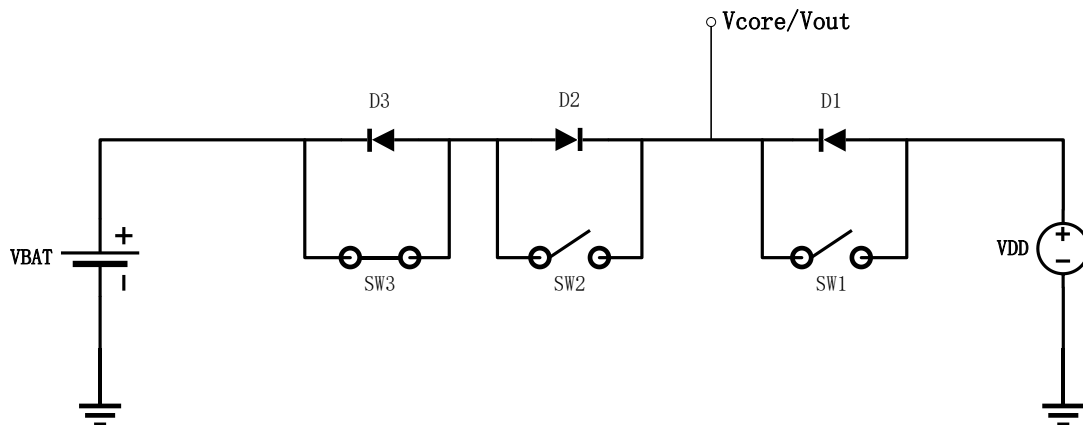 Vcore/Vout
D3
D2
D1
VBAT
SW3
SW2
SW1
VDD